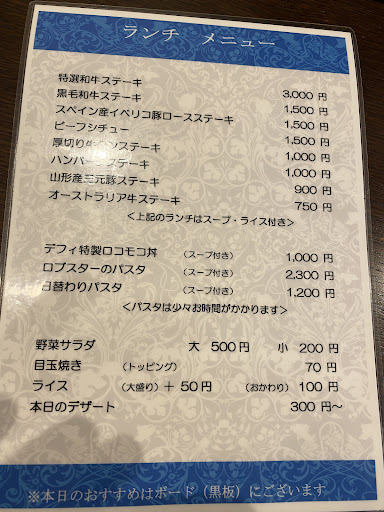 ランチ メニュー
特選和牛ステーキ 3,000 円
黒毛和牛ステーキ 1,500 円
スペイン産イベリコ豚ロースステーキ 1,500 円
ビーフシチュー 1,500 円
厚切り牛 ステーキ 1,000 円
ハンバーグステーキ 1,000 円
山形産三元豚ステーキ 900 円
オーストラリア牛ステーキ 750 円
<上記のランチはスープ・ライス付き>
デフィ特製ロコモコ丼 (スープ付き) 1,000 円
ロブスターのパスタ (スープ付き) 2,300 円
日替わりパスタ (スープ付き) 1,200 円
<パスタは少々お時間がかかります>
野菜サラダ 大 500円 小 200 円
目玉焼き (トッピング) 70 円
ライス (大盛り) + 50円 (おかわり) 100 円
本日のデザート 300 円~
※本日のおすすめはボード(黒板)にございます